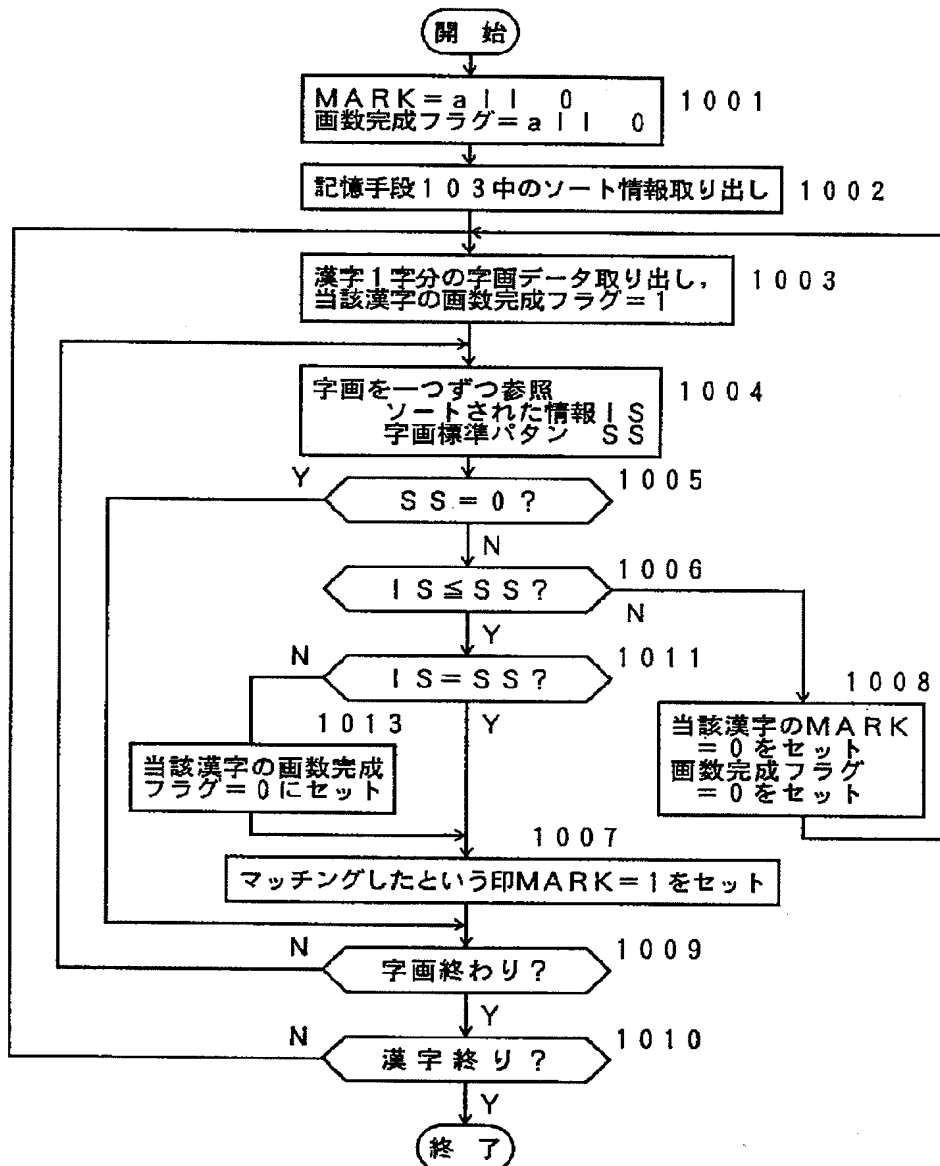 開 始
MARK=all 0
画数完成フラグ=all 0
1001
記憶手段103中のソート情報取り出し
1002
漢字1字分の字画データ取り出し,
当該漢字の画数完成フラグ=1
1003
字画を一つずつ参照
ソートされた情報IS
字画標準パタン SS
1004
Y
SS=0?
1005
N
IS≦SS?
1006
N
Y
N
IS=SS?
1011
Y
1013
当該漢字の画数完成
フラグ=0にセット
1008
当該漢字のMARK
=0をセット
画数完成フラグ
=0をセット
1007
マッチングしたという印MARK=1をセット
N
字画終わり?
1009
Y
N
漢字終り?
1010
Y
終 了